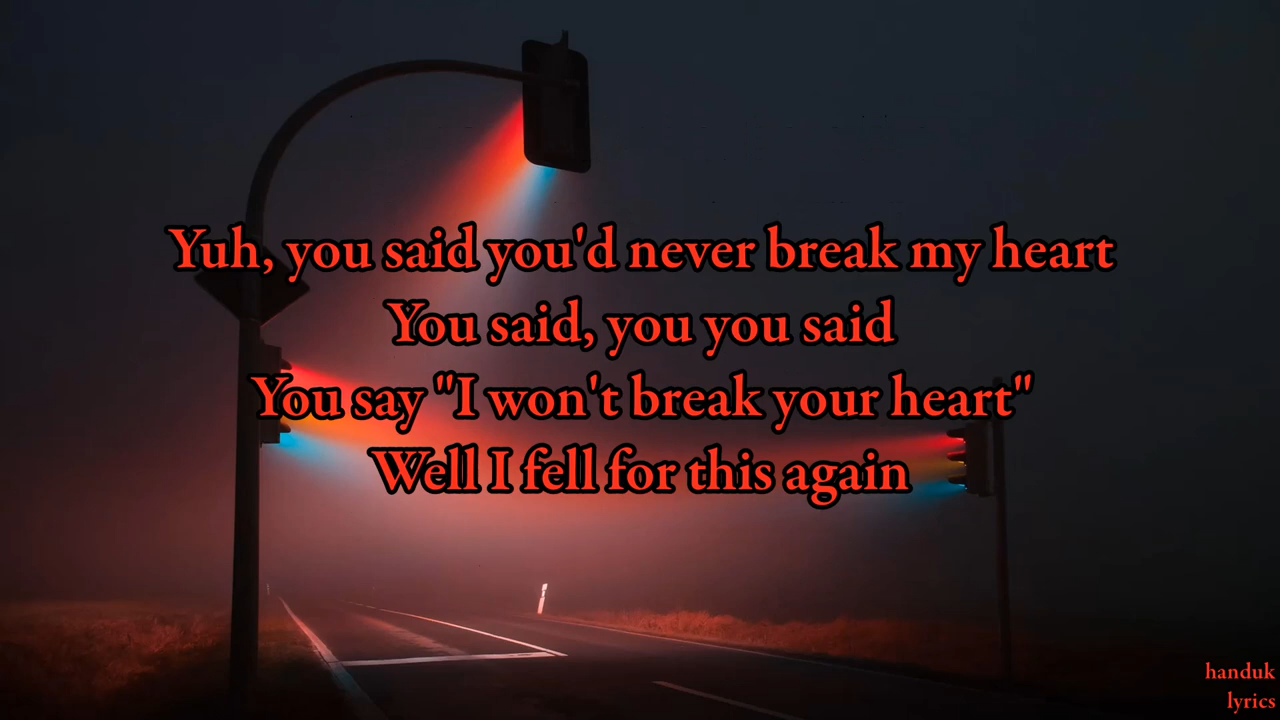 Yuh, you said you'd never break my heart
You said, you you said
You say "I won't break your heart"
Well I fell for this again
handuk
lyrics